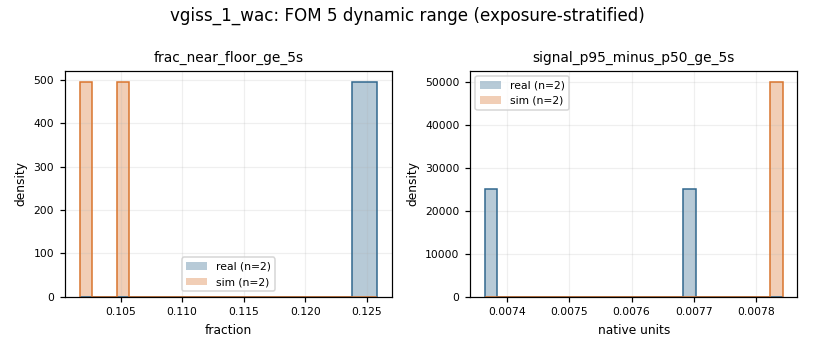 vgiss_1_wac: FOM 5 dynamic range (exposure-stratified)
frac_near_floor_ge_5s
500
400
300
200
100
0
density
0.105
0.110
0.115
0.120
0.125
fraction
real (n=2)
sim (n=2)
signal_p95_minus_p50_ge_5s
50000
40000
30000
20000
10000
0
density
0.0074
0.0075
0.0076
0.0077
0.0078
native units
real (n=2)
sim (n=2)